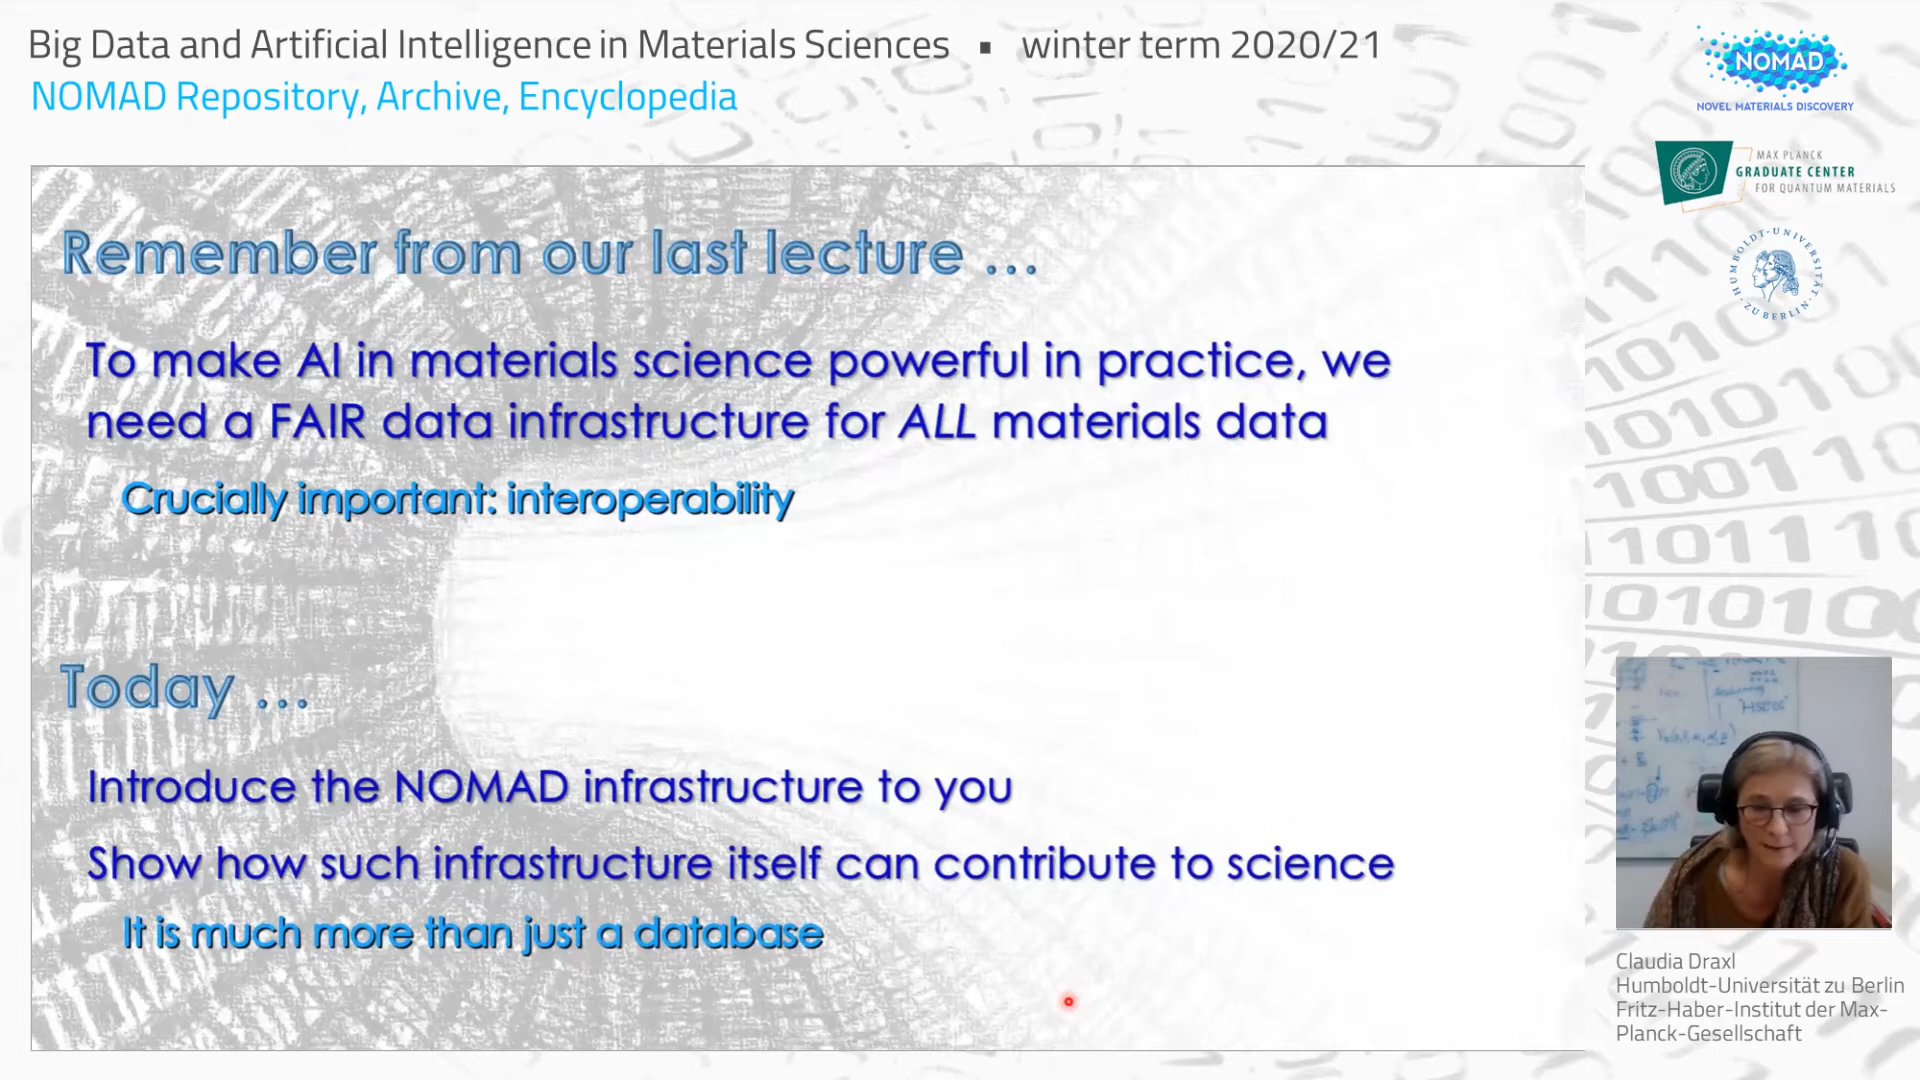 Big Data and Artificial Intelligence in Materials Sciences ▪ winter term 2020/21
NOMAD Repository, Archive, Encyclopedia
NOMAD
NOVEL MATERIALS DISCOVERY
MAX PLANCK
GRADUATE CENTER
FOR QUANTUM MATERIALS
HUMBOLDT-UNIVERSITÄT ZU BERLIN
Remember from our last lecture ...
To make AI in materials science powerful in practice, we
need a FAIR data infrastructure for ALL materials data
Crucially important: interoperability
Today ...
Introduce the NOMAD infrastructure to you
Show how such infrastructure itself can contribute to science
It is much more than just a database
Claudia Draxl
Humboldt-Universität zu Berlin
Fritz-Haber-Institut der Max-
Planck-Gesellschaft